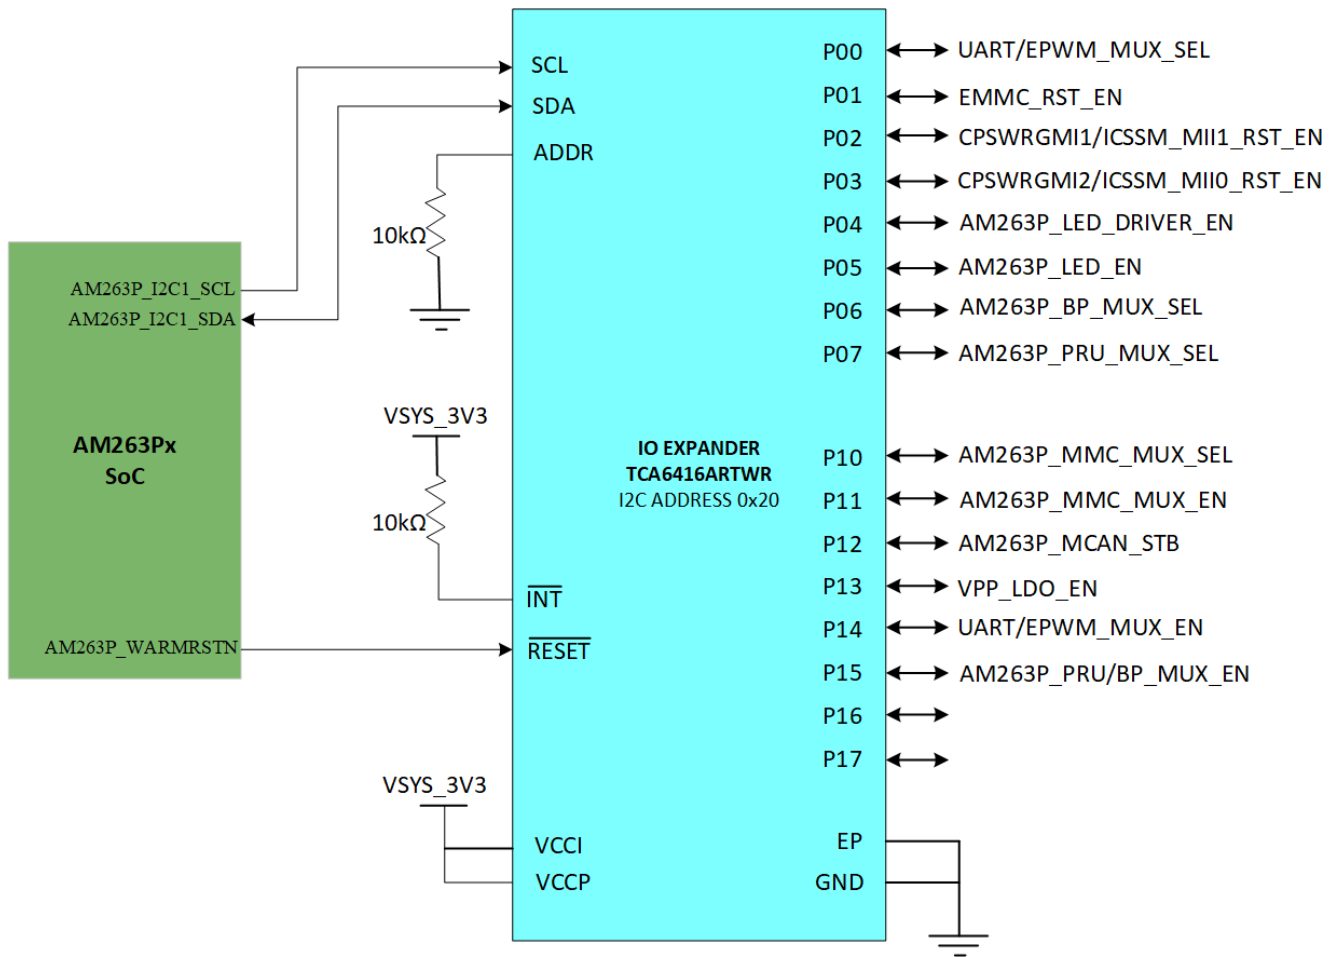 AM263P_I2C1_SCL
AM263P_I2C1_SDA
AM263Px
SoC
AM263P_WARMRSTN
10kΩ
VSYS_3V3
10kΩ
VSYS_3V3
SCL
SDA
ADDR
INT
RESET
VCCI
VCCP
IO EXPANDER
TCA6416ARTWR
I2C ADDRESS 0x20
P00 UART/EPWM_MUX_SEL
P01 EMMC_RST_EN
P02 CPSWRGMI1/ICSSM_MII1_RST_EN
P03 CPSWRGMI2/ICSSM_MII0_RST_EN
P04 AM263P_LED_DRIVER_EN
P05 AM263P_LED_EN
P06 AM263P_BP_MUX_SEL
P07 AM263P_PRU_MUX_SEL
P10 AM263P_MMC_MUX_SEL
P11 AM263P_MMC_MUX_EN
P12 AM263P_MCAN_STB
P13 VPP_LDO_EN
P14 UART/EPWM_MUX_EN
P15 AM263P_PRU/BP_MUX_EN
P16
P17
EP
GND